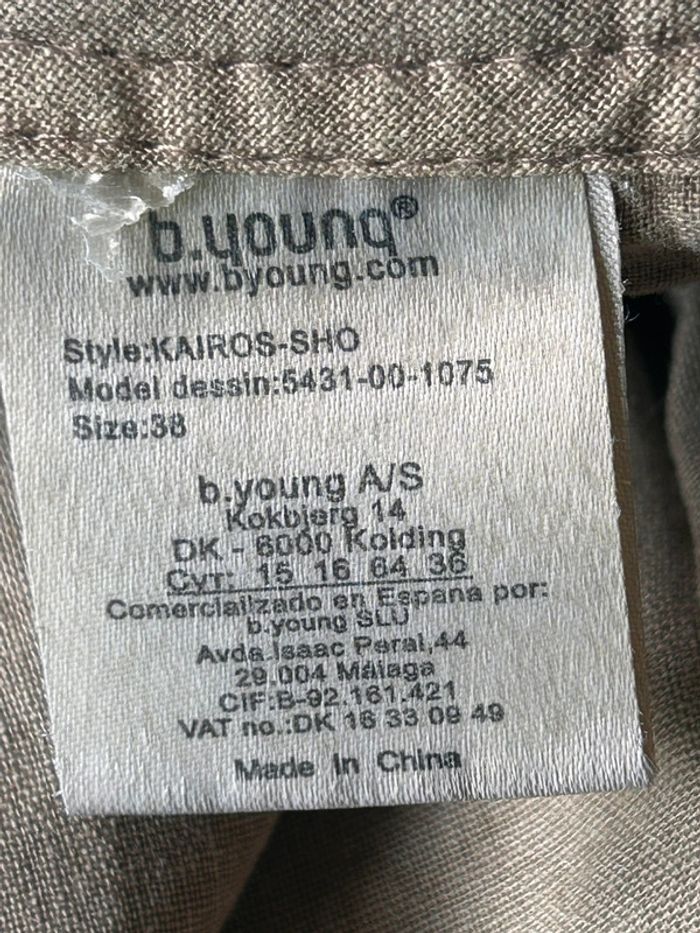 b.young®
www.byoung.com
Style:KAIROS-SHO
Model dessin:5431-00-1075
Size:38
b.young A/S
Kokbjerg 14
DK - 6000 Kolding
Cvr: 15 16 64 36
Comercializado en Espana por:
b.young SLU
Avda.Isaac Peral,44
29.004 Málaga
CIF:B-92.161.421
VAT no.:DK 16 33 09 49
Made In China